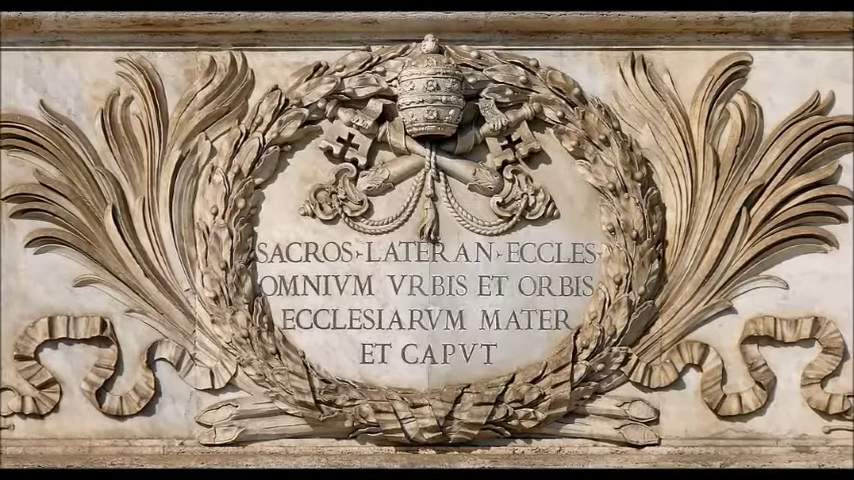 SACROS·LATERAN·ECCLES
OMNIVM VRBIS ET ORBIS
ECCLESIARVM MATER
ET CAPVT